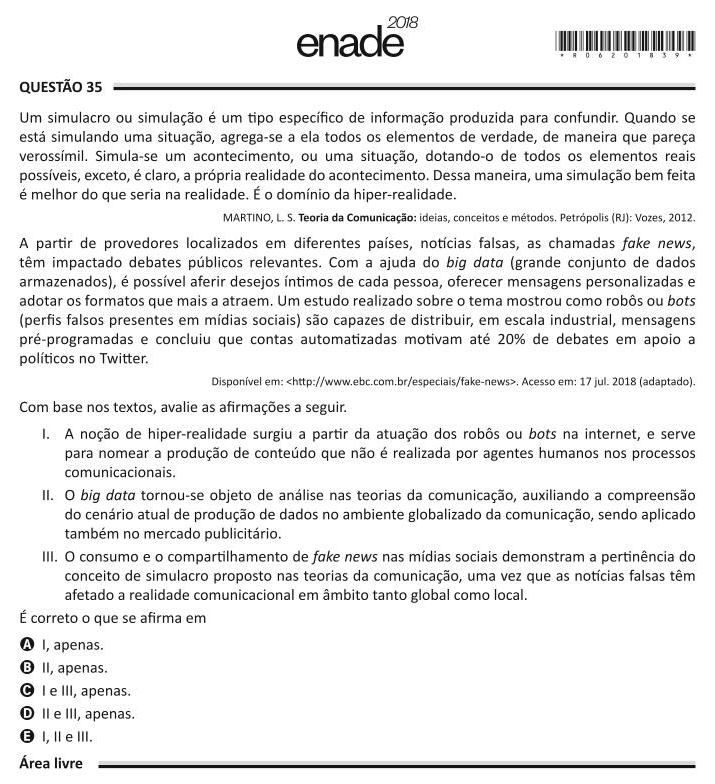 enade 2018
*R06201839*
QUESTÃO 35
Um simulacro ou simulação é um tipo específico de informação produzida para confundir. Quando se
está simulando uma situação, agrega-se a ela todos os elementos de verdade, de maneira que pareça
verossímil. Simula-se um acontecimento, ou uma situação, dotando-o de todos os elementos reais
possíveis, exceto, é claro, a própria realidade do acontecimento. Dessa maneira, uma simulação bem feita
é melhor do que seria na realidade. É o domínio da hiper-realidade.
MARTINO, L. S. Teoria da Comunicação: ideias, conceitos e métodos. Petrópolis (RJ): Vozes, 2012.
A partir de provedores localizados em diferentes países, notícias falsas, as chamadas fake news,
têm impactado debates públicos relevantes. Com a ajuda do big data (grande conjunto de dados
armazenados), é possível aferir desejos íntimos de cada pessoa, oferecer mensagens personalizadas e
adotar os formatos que mais a atraem. Um estudo realizado sobre o tema mostrou como robôs ou bots
(perfis falsos presentes em mídias sociais) são capazes de distribuir, em escala industrial, mensagens
pré-programadas e concluiu que contas automatizadas motivam até 20% de debates em apoio a
políticos no Twitter.
Disponível em: <http://www.ebc.com.br/especiais/fake-news>. Acesso em: 17 jul. 2018 (adaptado).
Com base nos textos, avalie as afirmações a seguir.
I. A noção de hiper-realidade surgiu a partir da atuação dos robôs ou bots na internet, e serve
para nomear a produção de conteúdo que não é realizada por agentes humanos nos processos
comunicacionais.
II. O big data tornou-se objeto de análise nas teorias da comunicação, auxiliando a compreensão
do cenário atual de produção de dados no ambiente globalizado da comunicação, sendo aplicado
também no mercado publicitário.
III. O consumo e o compartilhamento de fake news nas mídias sociais demonstram a pertinência do
conceito de simulacro proposto nas teorias da comunicação, uma vez que as notícias falsas têm
afetado a realidade comunicacional em âmbito tanto global como local.
É correto o que se afirma em
A I, apenas.
B II, apenas.
C I e III, apenas.
D II e III, apenas.
E I, II e III.
Área livre